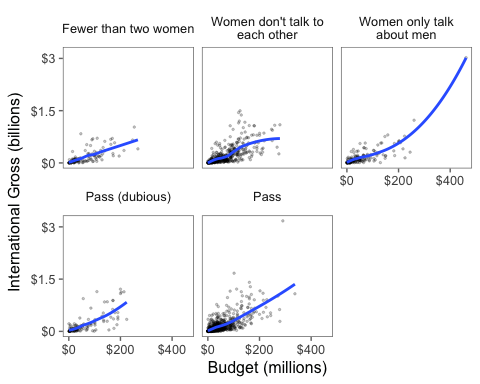 Fewer than two women
Women don't talk to
each other
Women only talk
about men
$3
$1.5
$0
$0 $200 $400
Pass (dubious)
Pass
$3
$1.5
$0
$0 $200 $400
$0 $200 $400
International Gross (billions)
Budget (millions)